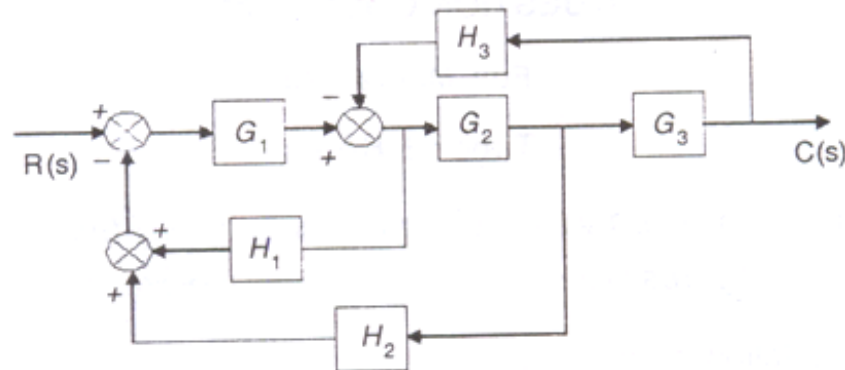 H3
+
−
G1
−
+
G2
G3
R(s)
−
C(s)
+
H1
+
H2